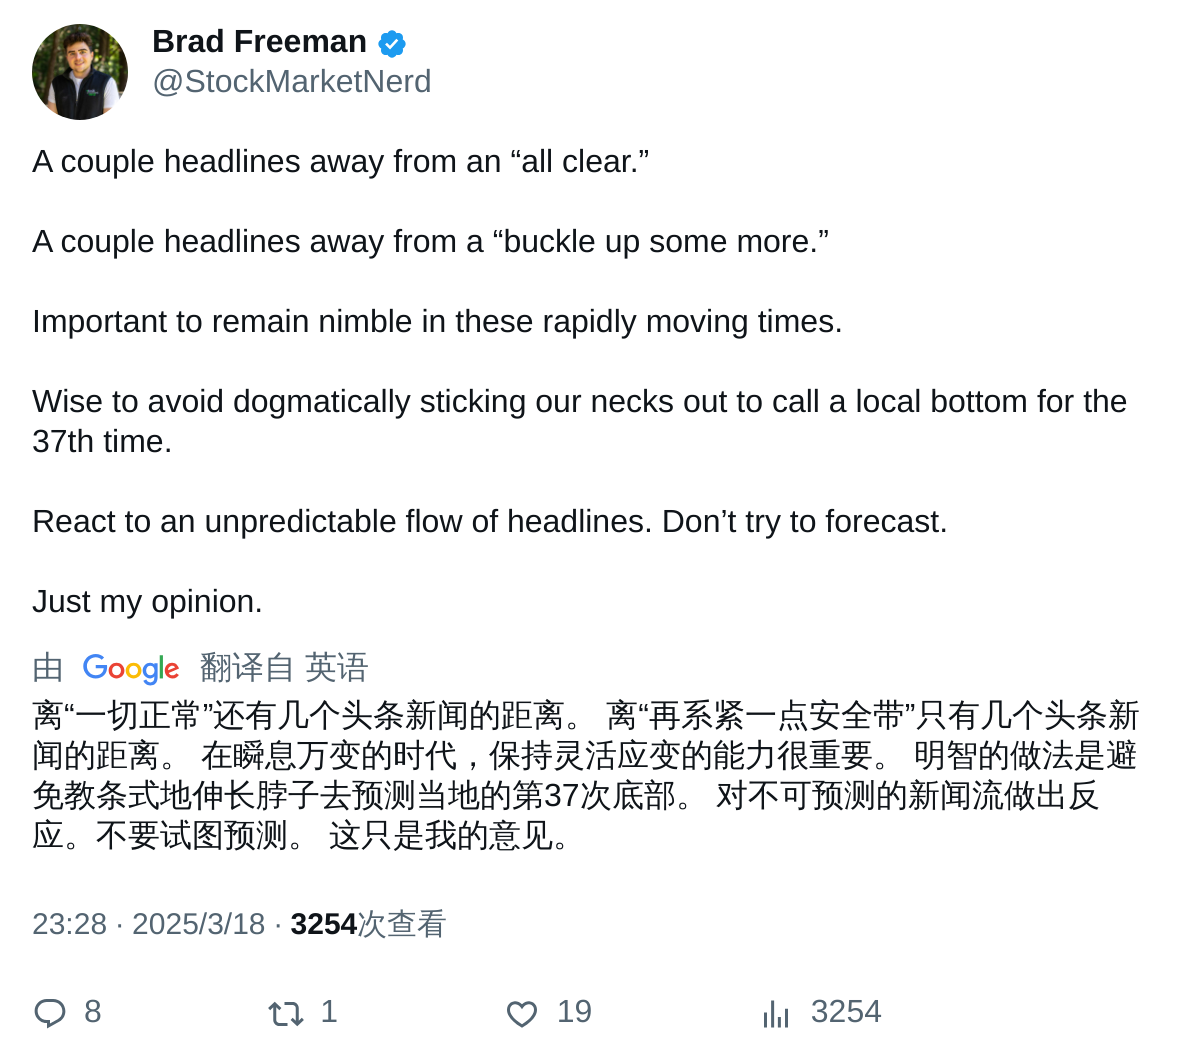 Brad Freeman
@StockMarketNerd
A couple headlines away from an “all clear.”
A couple headlines away from a “buckle up some more.”
Important to remain nimble in these rapidly moving times.
Wise to avoid dogmatically sticking our necks out to call a local bottom for the
37th time.
React to an unpredictable flow of headlines. Don’t try to forecast.
Just my opinion.
由 Google 翻译自 英语
离“一切正常”还有几个头条新闻的距离。 离“再系紧一点安全带”只有几个头条新
闻的距离。 在瞬息万变的时代，保持灵活应变的能力很重要。 明智的做法是避
免教条式地伸长脖子去预测当地的第37次底部。 对不可预测的新闻流做出反
应。不要试图预测。 这只是我的意见。
23:28 · 2025/3/18 · 3254次查看
8 1 19 3254